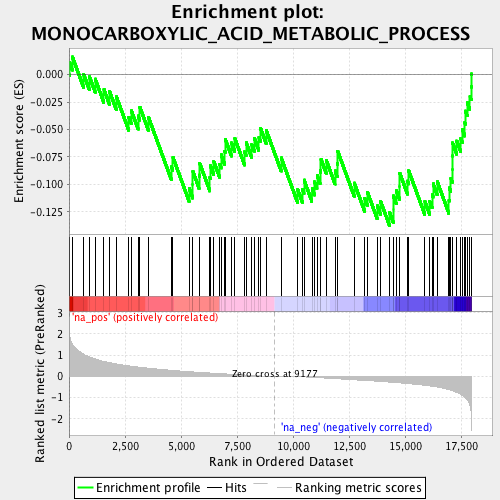 Enrichment plot:
MONOCARBOXYLIC_ACID_METABOLIC_PROCESS
Enrichment score (ES)
0.000
-0.025
-0.050
-0.075
-0.100
-0.125
'na_pos' (positively correlated)
Ranked list metric (PreRanked)
3
2
1
0
-1
-2
Zero cross at 9177
'na_neg' (negatively correlated)
0
2,500
5,000
7,500
10,000
12,500
15,000
17,500
Rank in Ordered Dataset
Enrichment profile
Hits
Ranking metric scores